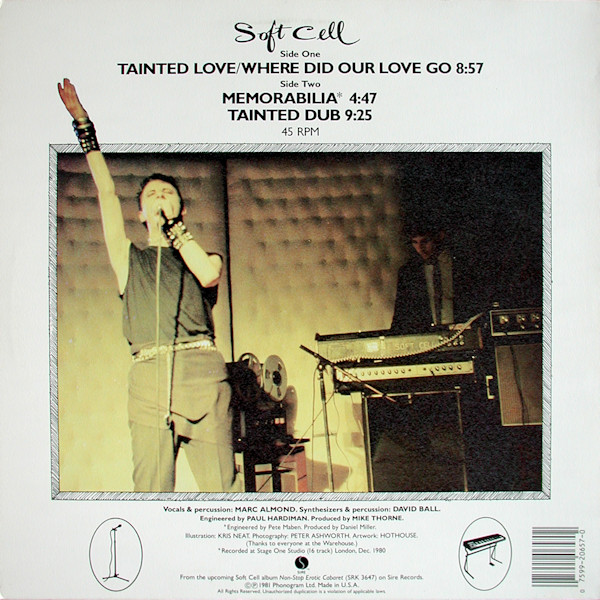 Soft Cell
Side One
TAINTED LOVE/WHERE DID OUR LOVE GO 8:57
Side Two
MEMORABILIA* 4:47
TAINTED DUB 9:25
45 RPM
SOFT CELL
Vocals & percussion: MARC ALMOND. Synthesizers & percussion: DAVID BALL.
Engineered by PAUL HARDIMAN. Produced by MIKE THORNE.
*Engineered by Pete Maben. Produced by Daniel Miller.
Illustration: KRIS NEAT. Photography: PETER ASHWORTH. Artwork: HOTHOUSE.
(Thanks to everyone at the Warehouse.)
*Recorded at Stage One Studio (16 track) London, Dec. 1980
SIRE
From the upcoming Soft Cell album Non-Stop Erotic Cabaret (SRK 3647) on Sire Records.
©℗ 1981 Phonogram Ltd. Made in U.S.A.
All Rights Reserved. Unauthorized duplication is a violation of applicable laws.
0 7599-20657-0